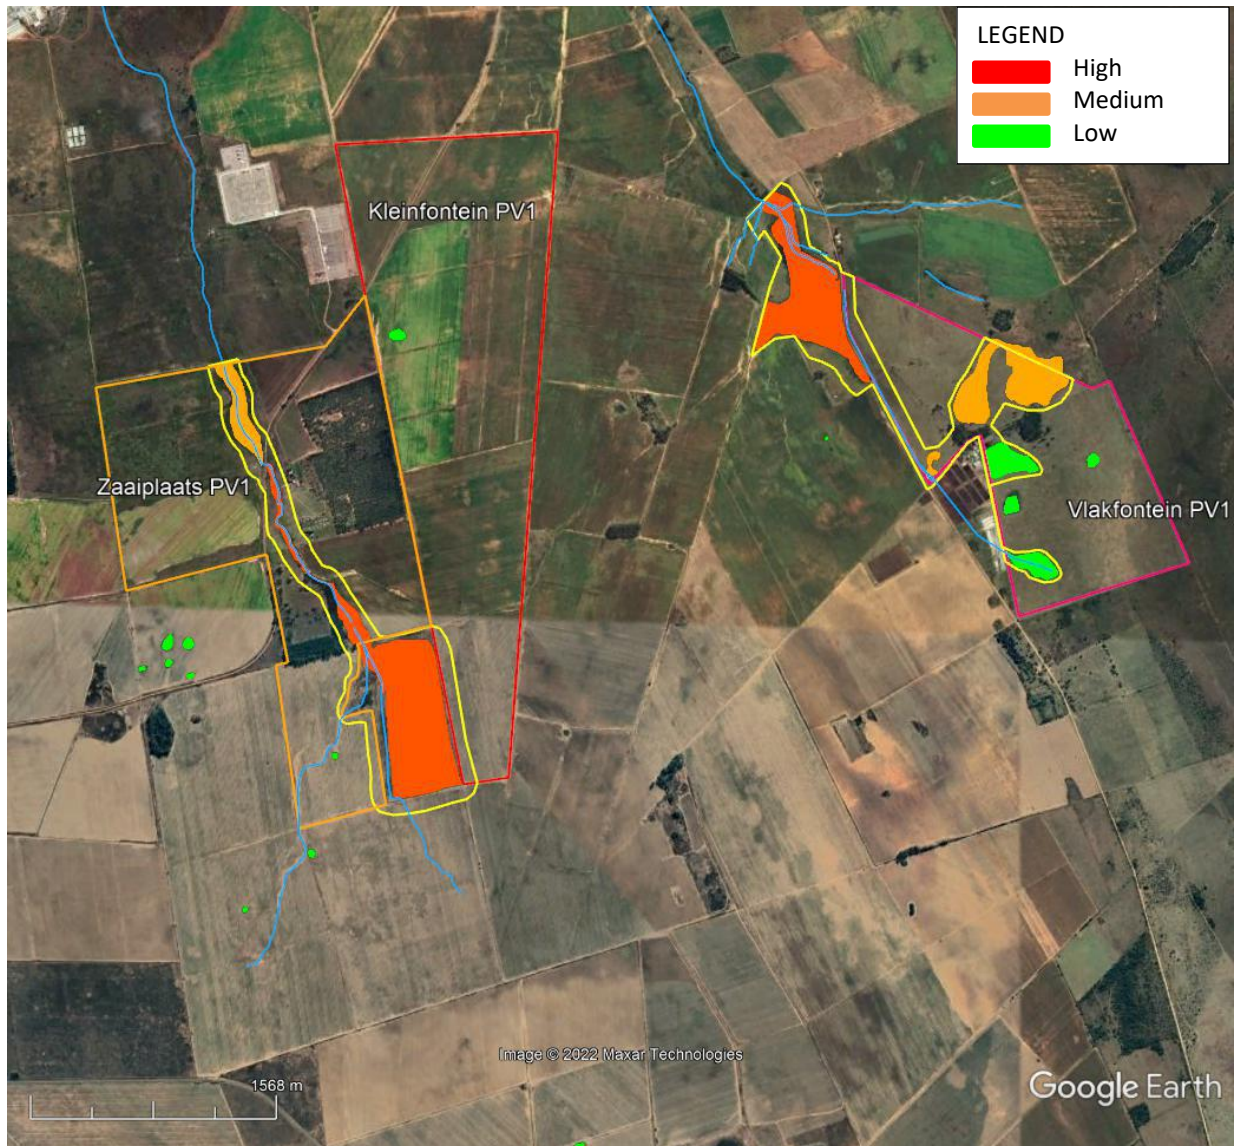 LEGEND
High
Medium
Low
Kleinfontein PV1
Zaaiplaats PV1
Vlakfontein PV1
Image © 2022 Maxar Technologies
1568 m
Google Earth